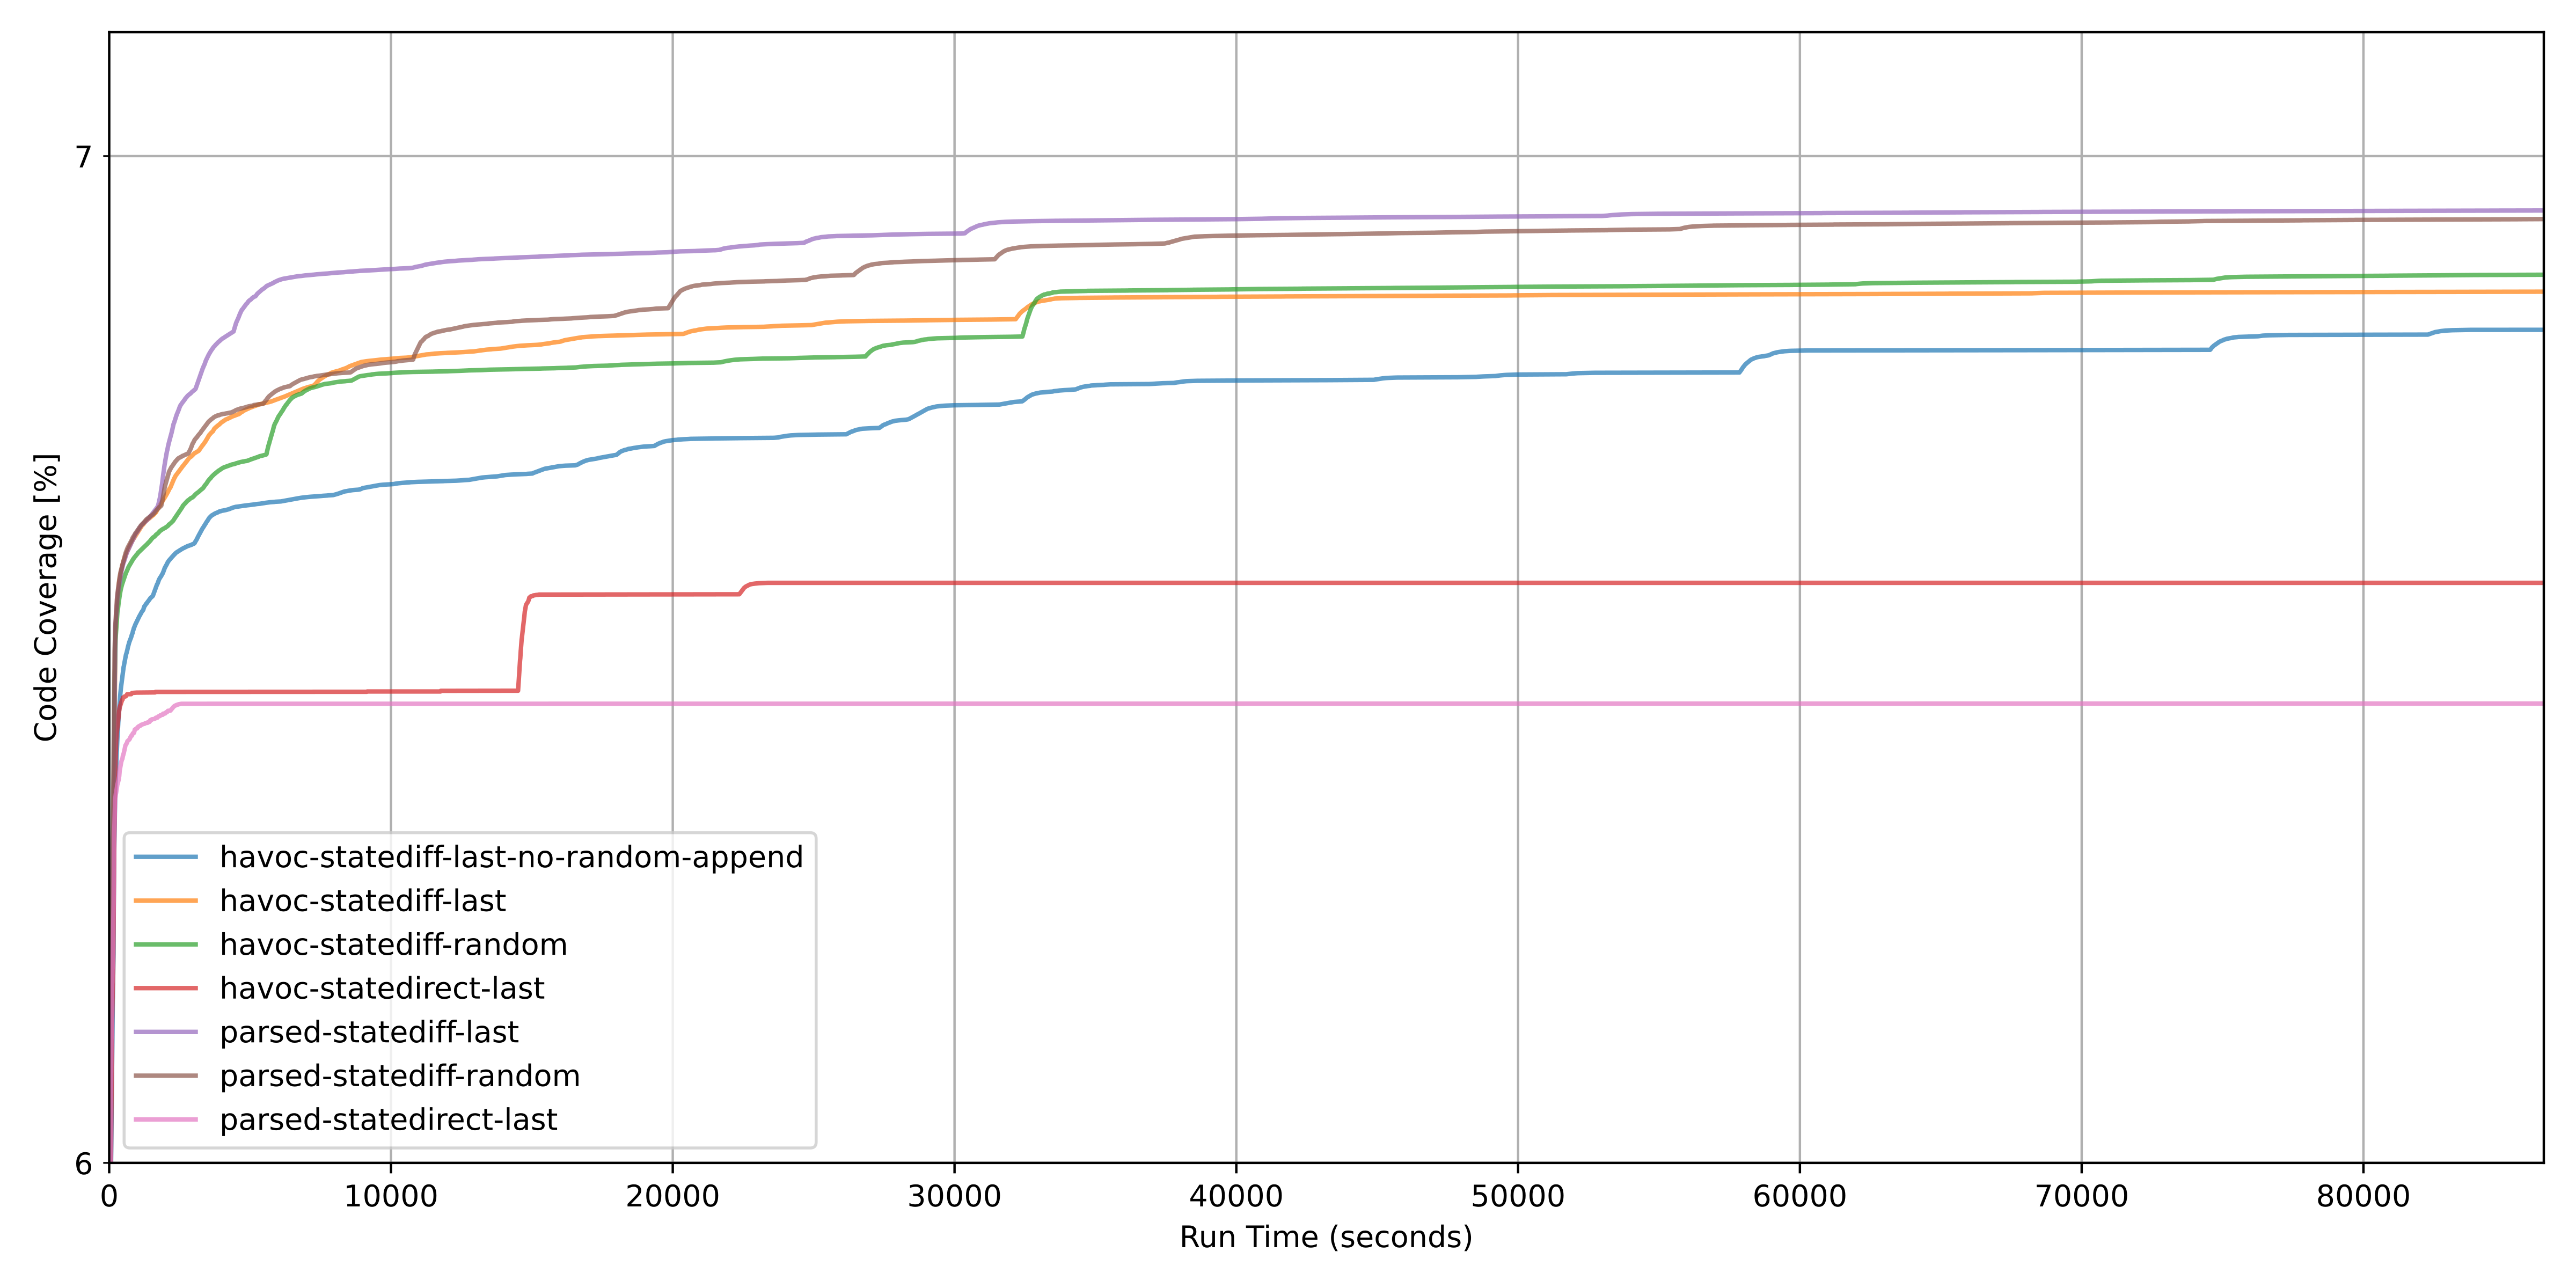 7
6
Code Coverage [%]
havoc-statediff-last-no-random-append
havoc-statediff-last
havoc-statediff-random
havoc-statedirect-last
parsed-statediff-last
parsed-statediff-random
parsed-statedirect-last
0 10000 20000 30000 40000 50000 60000 70000 80000
Run Time (seconds)